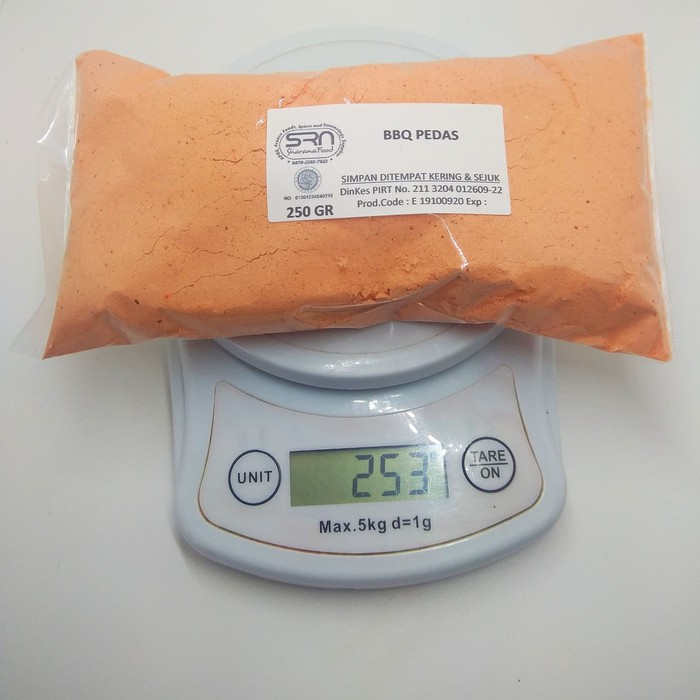 SRN
SharanaFood
BBQ PEDAS
SIMPAN DITEMPAT KERING & SEJUK
DinKes PIRT No. 211 3204 012609-22
Prod.Code : E 19100920 Exp :
250 GR
UNIT
253
TARE
ON
Max.5kg d=1g